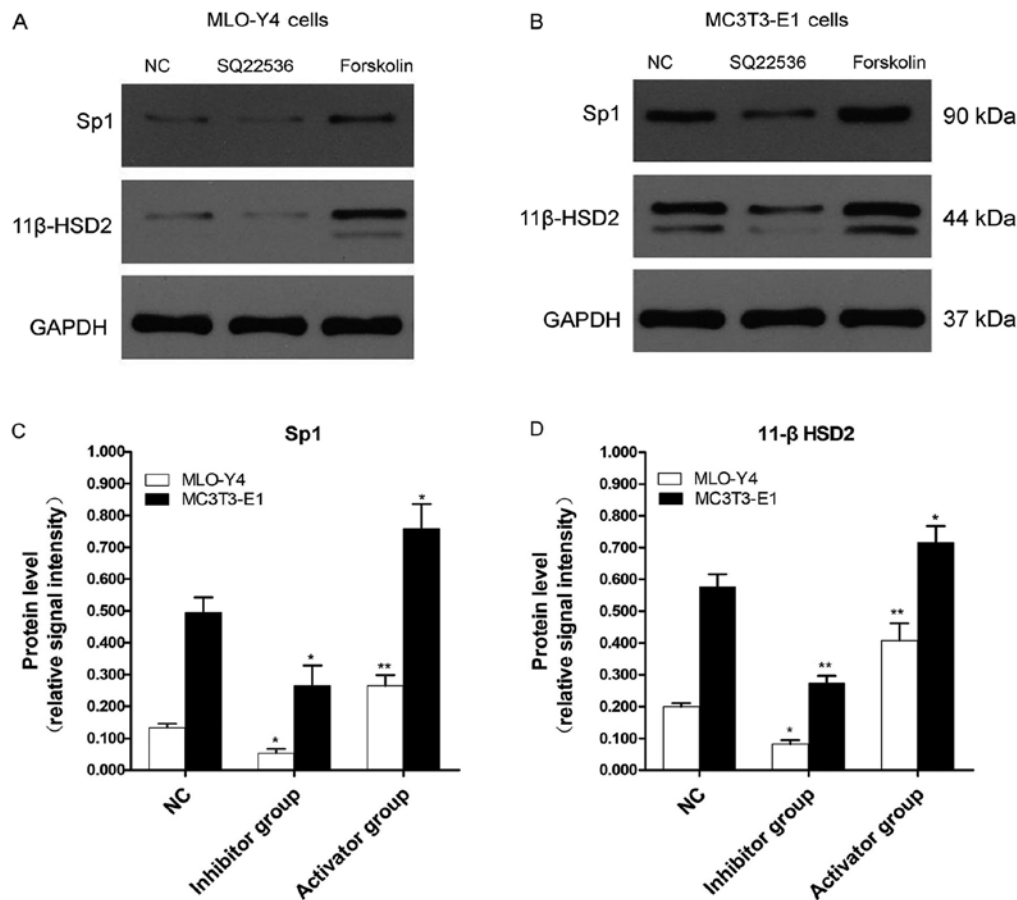 A
MLO-Y4 cells
NC SQ22536 Forskolin
Sp1
11β-HSD2
GAPDH
B
MC3T3-E1 cells
NC SQ22536 Forskolin
Sp1 90 kDa
11β-HSD2 44 kDa
GAPDH 37 kDa
C
Sp1
Protein level
(relative signal intensity)
1.000
0.900
0.800
0.700
0.600
0.500
0.400
0.300
0.200
0.100
0.000
MLO-Y4
MC3T3-E1
* * ** *
NC
Inhibitor group
Activator group
D
11-β HSD2
Protein level
(relative signal intensity)
1.000
0.900
0.800
0.700
0.600
0.500
0.400
0.300
0.200
0.100
0.000
MLO-Y4
MC3T3-E1
* ** ** *
NC
Inhibitor group
Activator group